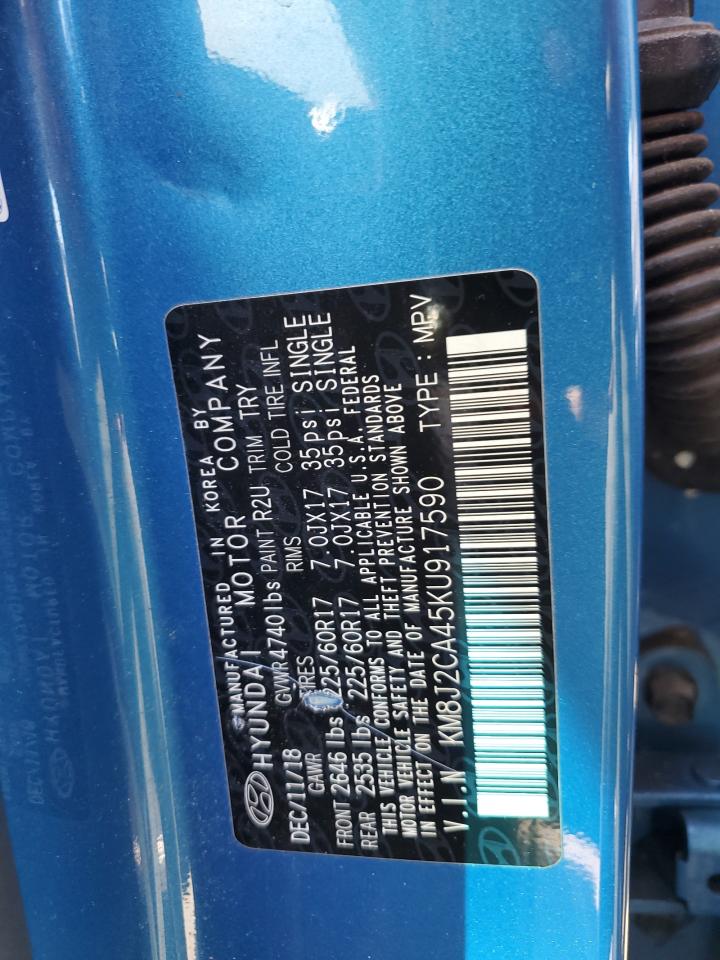 MANUFACTURED IN KOREA BY
HYUNDAI MOTOR COMPANY
DEC/11/18 GVWR4740lbs PAINT R2U TRIM TRY
GAWR TIRES RIMS COLD TIRE INFL
FRONT 2646 lbs 225/60R17 7.0JX17 35psi SINGLE
REAR 2535 lbs 225/60R17 7.0JX17 35psi SINGLE
THIS VEHICLE CONFORMS TO ALL APPLICABLE U.S.A. FEDERAL
MOTOR VEHICLE SAFETY AND THEFT PREVENTION STANDARDS
IN EFFECT ON THE DATE OF MANUFACTURE SHOWN ABOVE
V.I.N KM8J2CA45KU917590 TYPE : MPV